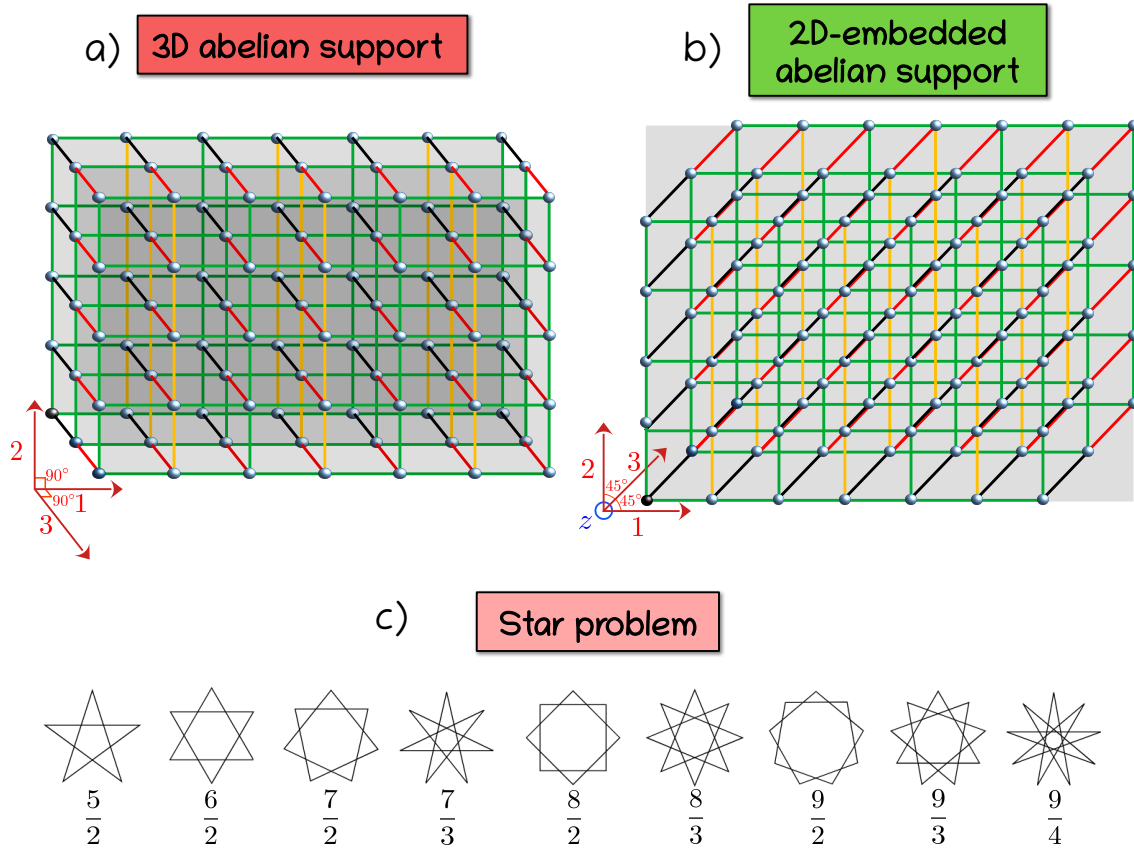 a)
3D abelian support
b)
2D-embedded
abelian support
2
90°
90°
1
3
2
3
45°
45°
z
1
c)
Star problem
5/2
6/2
7/2
7/3
8/2
8/3
9/2
9/3
9/4